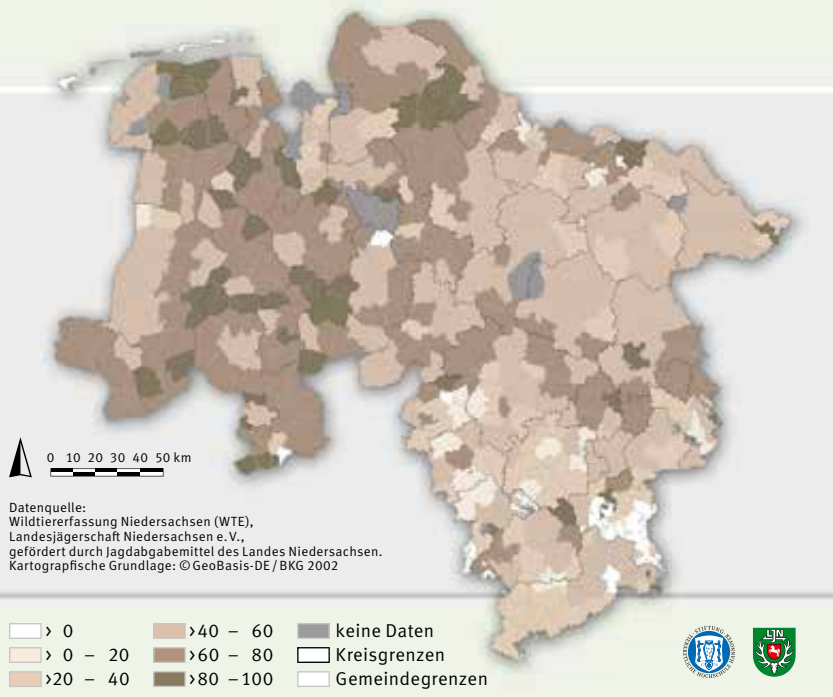 0 10 20 30 40 50 km
Datenquelle:
Wildtiererfassung Niedersachsen (WTE),
Landesjägerschaft Niedersachsen e.V.,
gefördert durch Jagdabgabemittel des Landes Niedersachsen.
Kartograpfische Grundlage: © GeoBasis-DE / BKG 2002
> 0
> 0 – 20
>20 – 40
>40 – 60
>60 – 80
>80 –100
keine Daten
Kreisgrenzen
Gemeindegrenzen
LJN